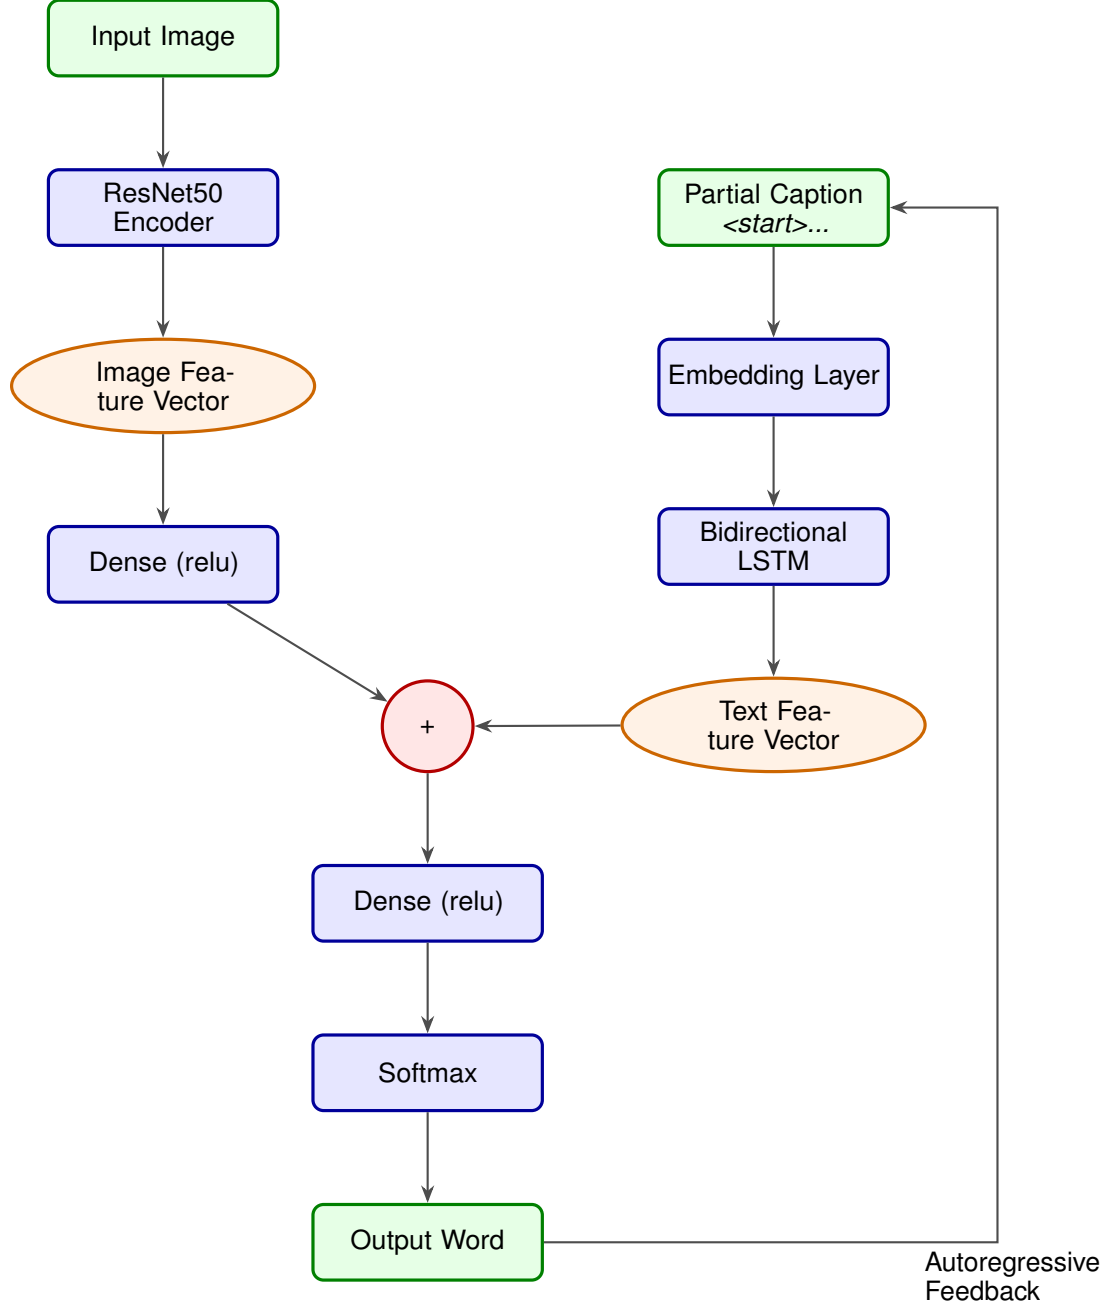 Input Image
ResNet50
Encoder
Image Fea-
ture Vector
Dense (relu)
Partial Caption
<start>...
Embedding Layer
Bidirectional
LSTM
Text Fea-
ture Vector
+
Dense (relu)
Softmax
Output Word
Autoregressive
Feedback